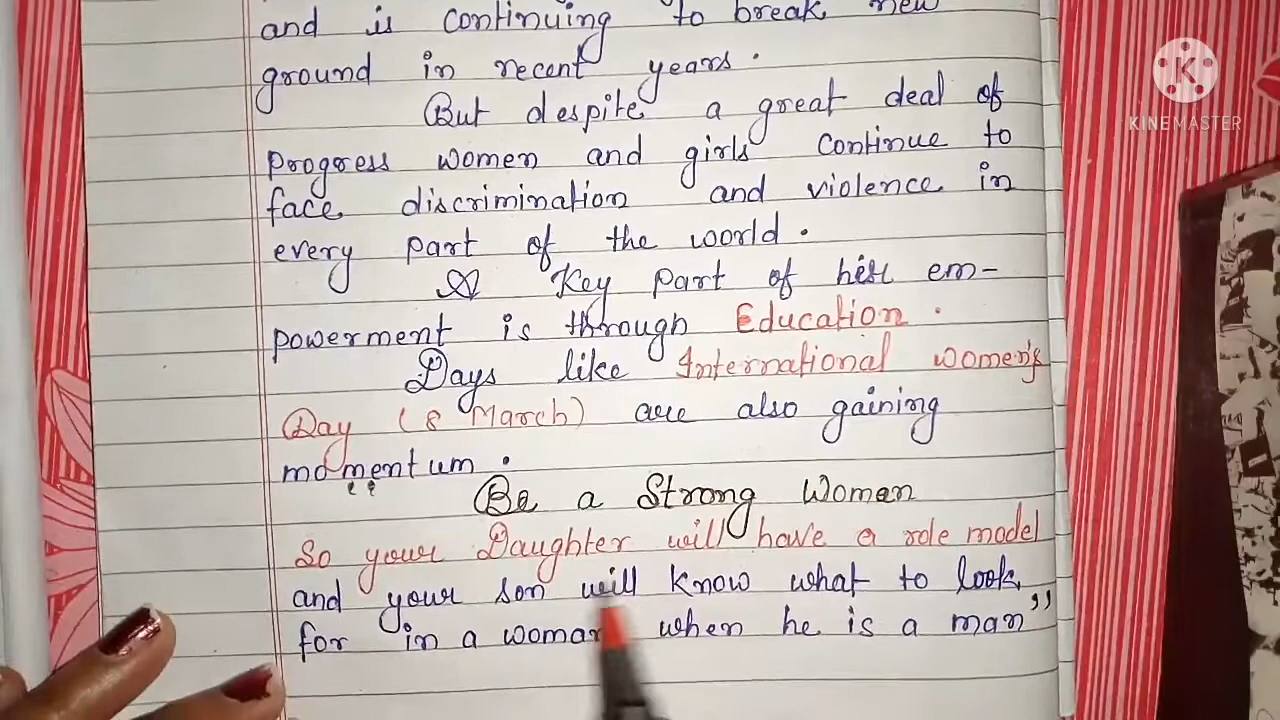 and is continuing to break new
ground in recent years.
But despite a great deal of
progress women and girls continue to
face discrimination and violence in
every part of the world.
A Key part of her em-
powerment is through Education.
Days like International women's
Day (8 March) are also gaining
momentum.
“Be a Strong Woman
So your Daughter will have a role model
and your son will know what to look
for in a woman when he is a man”
K
KINEMASTER